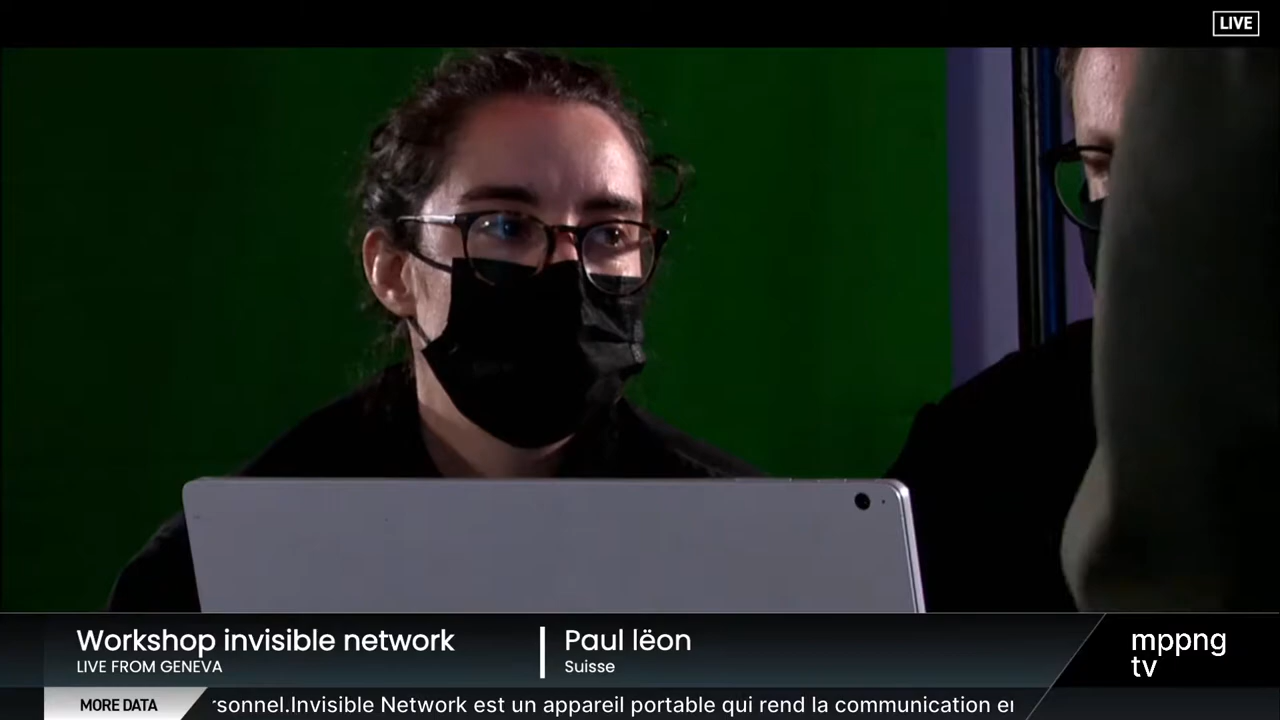 LIVE
Workshop invisible network
LIVE FROM GENEVA
Paul lëon
Suisse
mppng
tv
MORE DATA
sonnel.Invisible Network est un appareil portable qui rend la communication